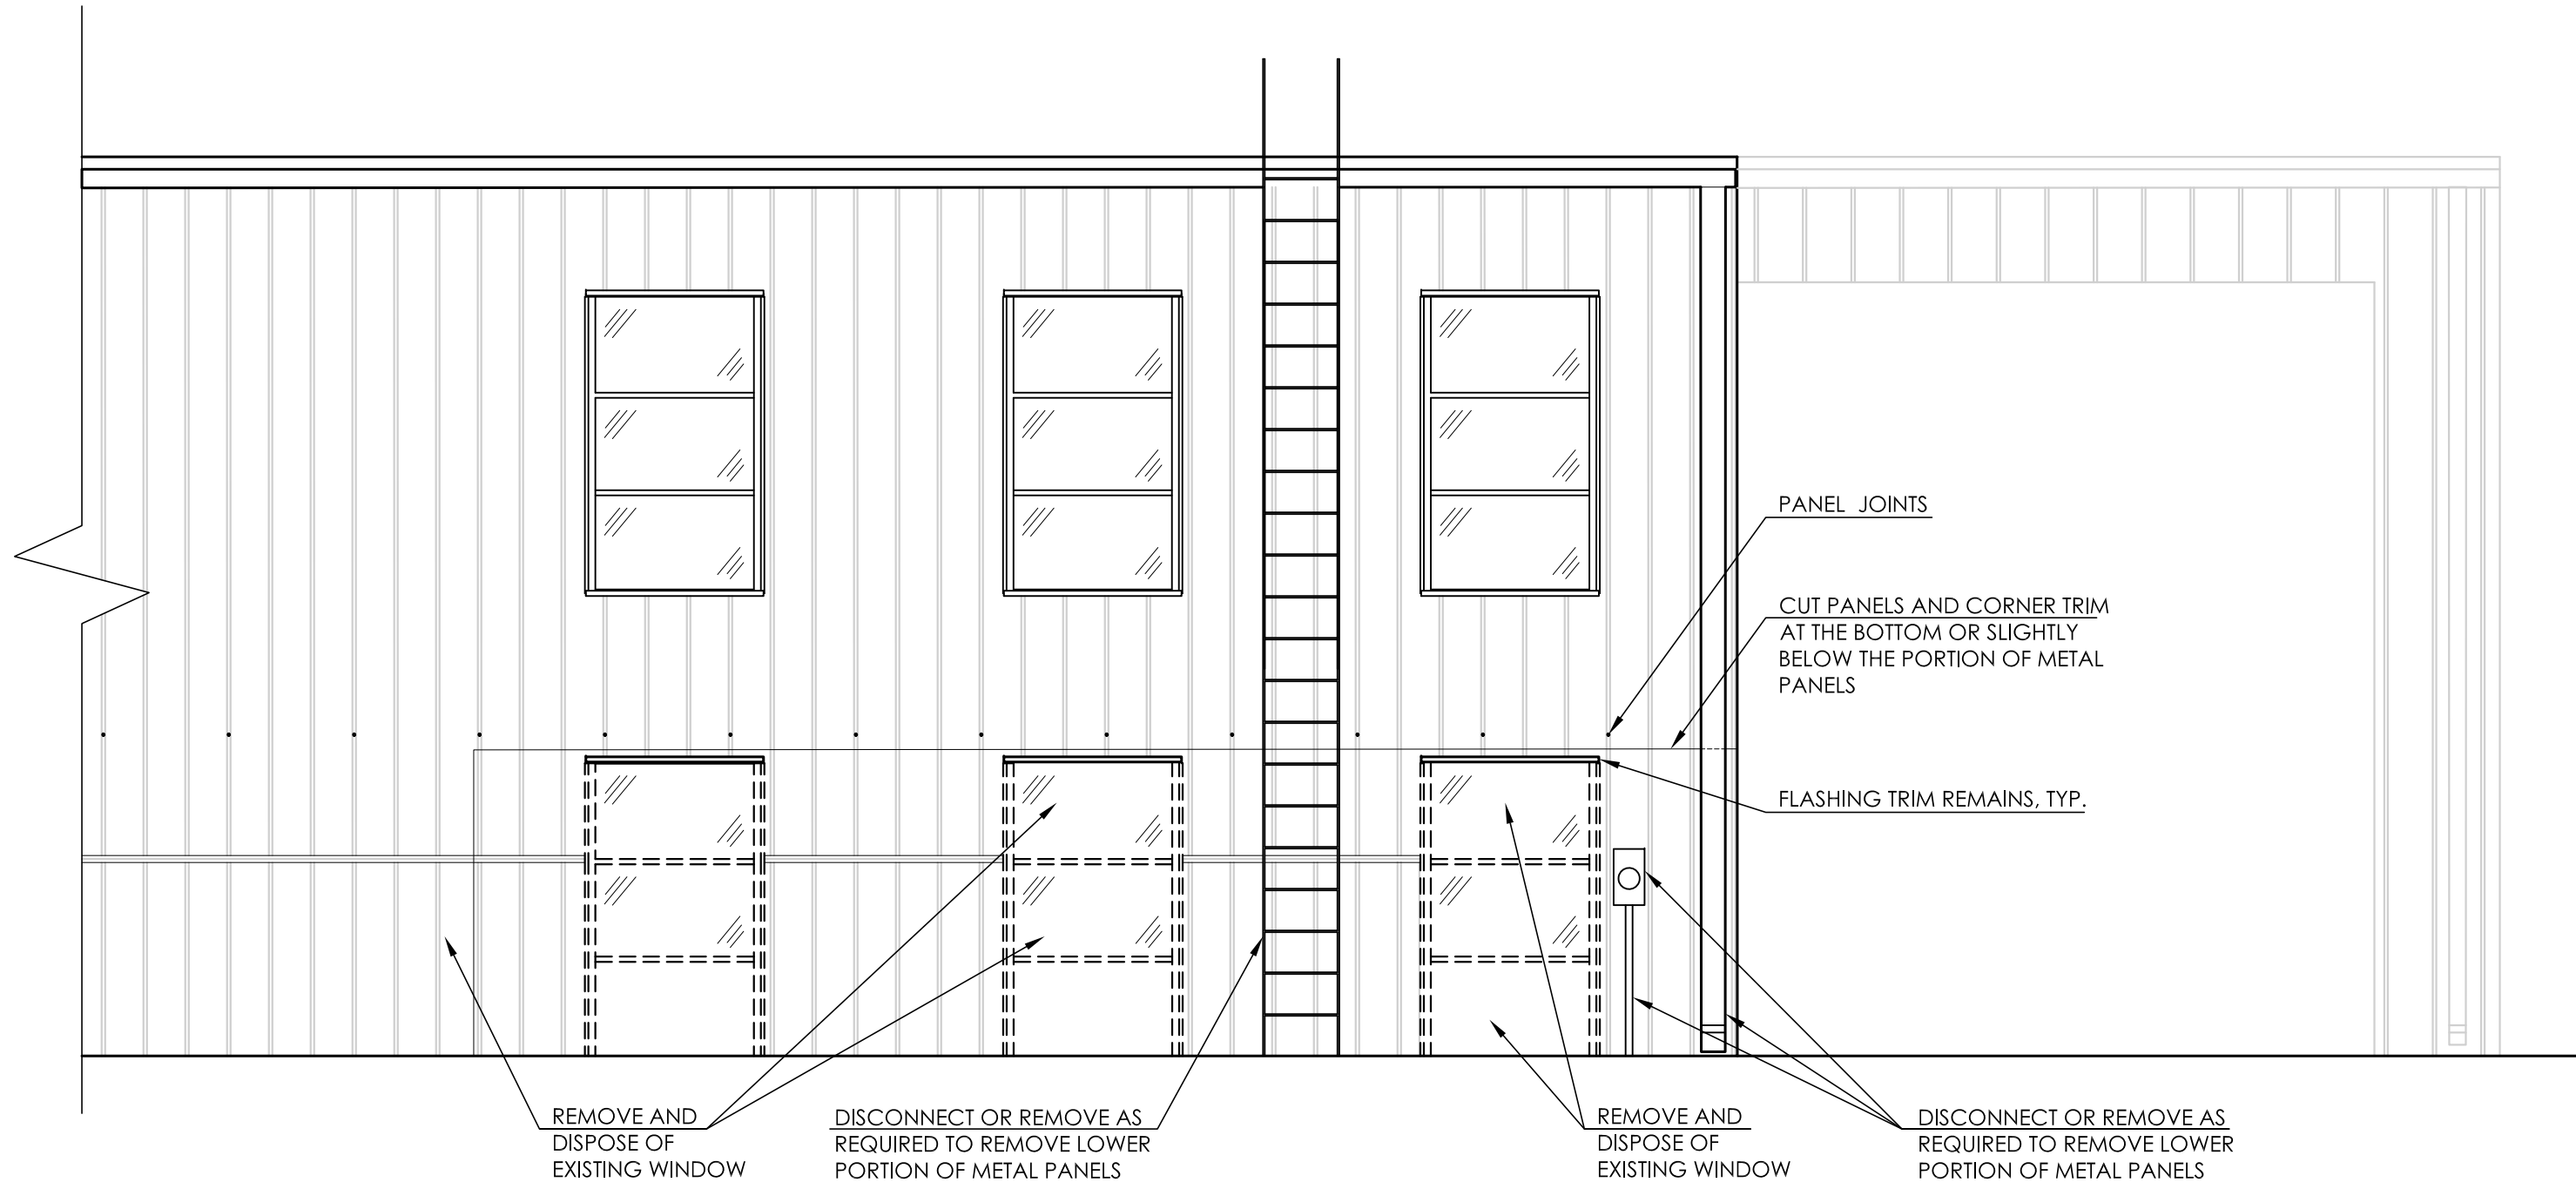 PANEL JOINTS
CUT PANELS AND CORNER TRIM
AT THE BOTTOM OR SLIGHTLY
BELOW THE PORTION OF METAL
PANELS
FLASHING TRIM REMAINS, TYP.
REMOVE AND
DISPOSE OF
EXISTING WINDOW
DISCONNECT OR REMOVE AS
REQUIRED TO REMOVE LOWER
PORTION OF METAL PANELS
REMOVE AND
DISPOSE OF
EXISTING WINDOW
DISCONNECT OR REMOVE AS
REQUIRED TO REMOVE LOWER
PORTION OF METAL PANELS